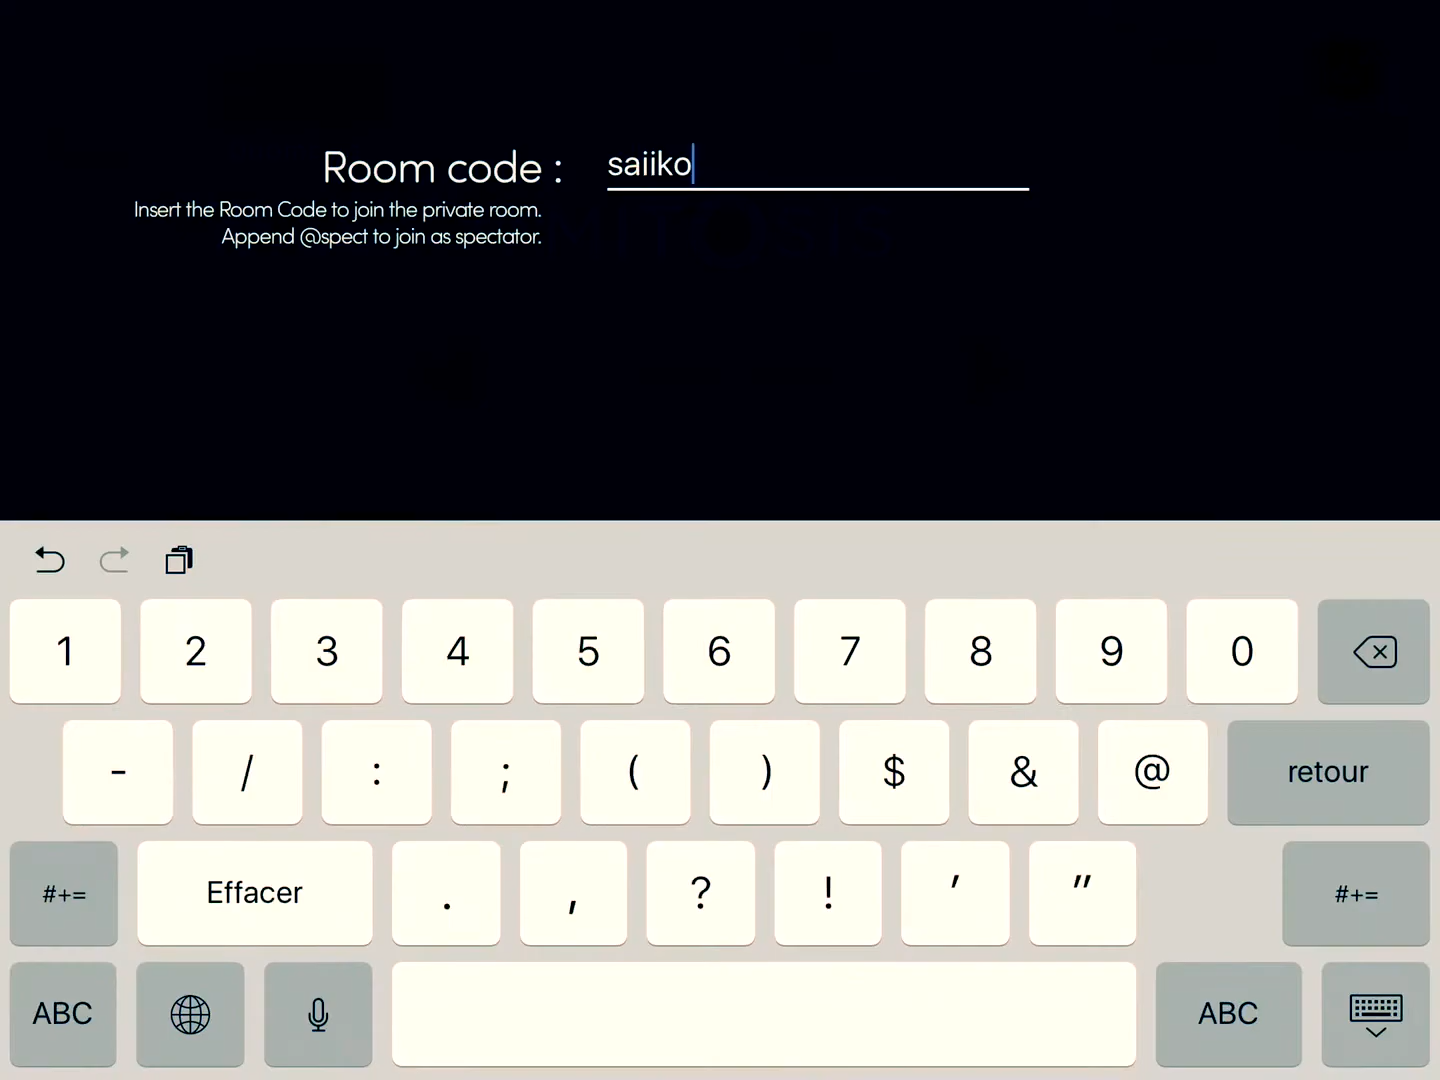 Room code : saiiko
Insert the Room Code to join the private room.
Append @spect to join as spectator.
1 2 3 4 5 6 7 8 9 0
- / : ; ( ) $ & @ retour
#+= Effacer . , ? ! ' " #+=
ABC ABC